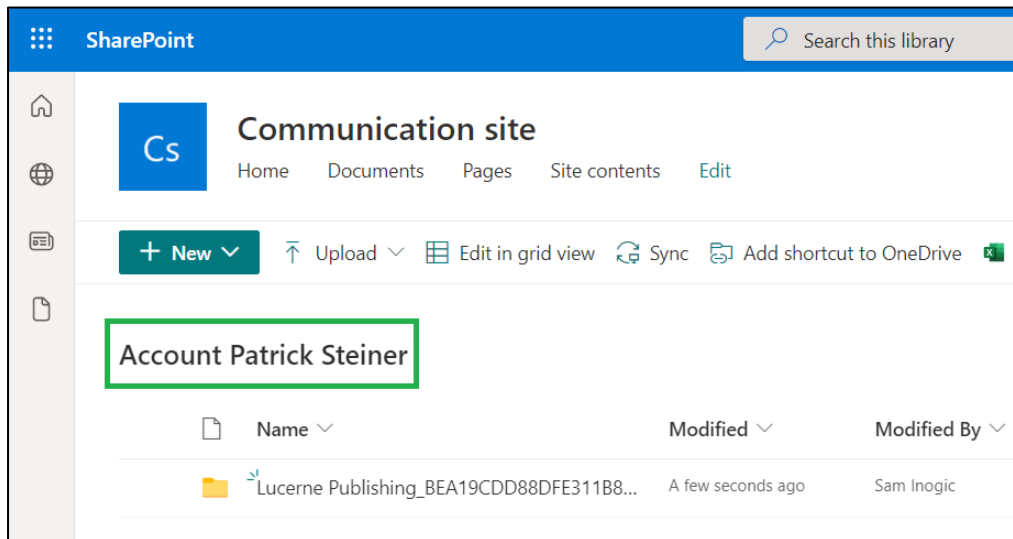 SharePoint
Search this library
Cs
Communication site
Home Documents Pages Site contents Edit
New Upload Edit in grid view Sync Add shortcut to OneDrive
Account Patrick Steiner
Name Modified Modified By
Lucerne Publishing_BEA19CDD88DFE311B8... A few seconds ago Sam Inogic